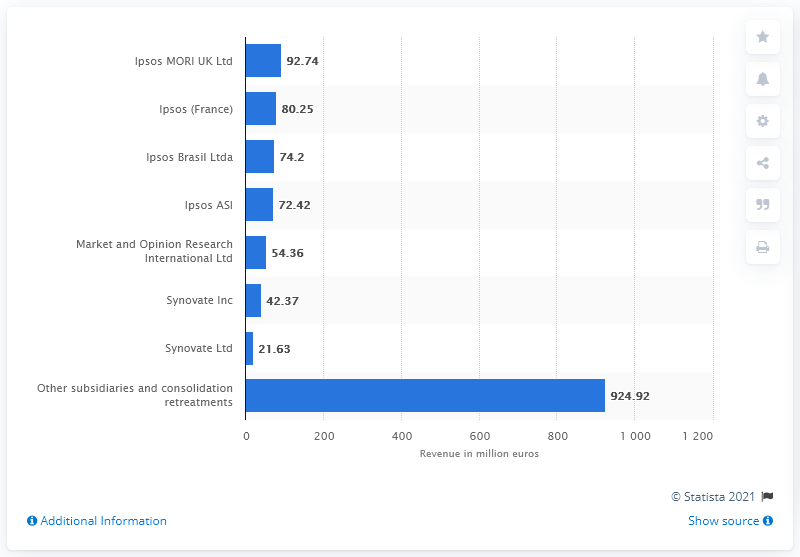 Ipsos MORI UK Ltd 92.74
Ipsos (France) 80.25
Ipsos Brasil Ltda 74.2
Ipsos ASI 72.42
Market and Opinion Research
International Ltd 54.36
Synovate Inc 42.37
Synovate Ltd 21.63
Other subsidiaries and consolidation
retreatments 924.92
0 200 400 600 800 1 000 1 200
Revenue in million euros
© Statista 2021
Additional Information Show source